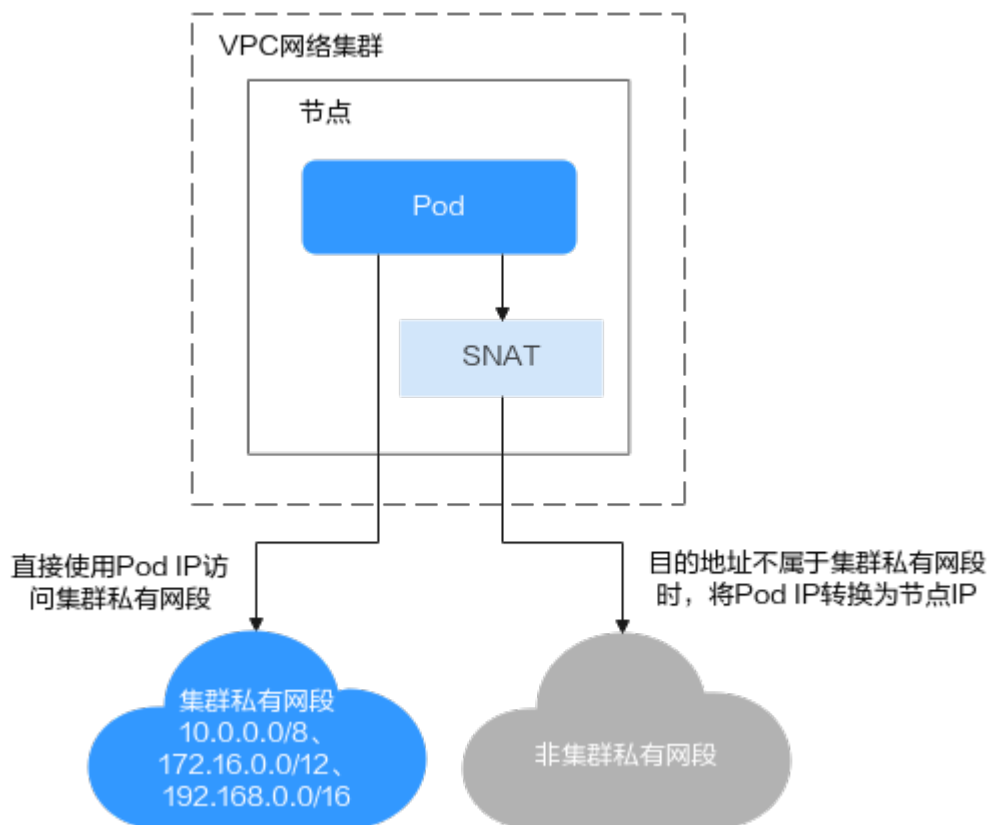 VPC网络集群
节点
Pod
SNAT
直接使用Pod IP访
问集群私有网段
目的地址不属于集群私有网段
时，将Pod IP转换为节点IP
集群私有网段
10.0.0.0/8、
172.16.0.0/12、
192.168.0.0/16
非集群私有网段